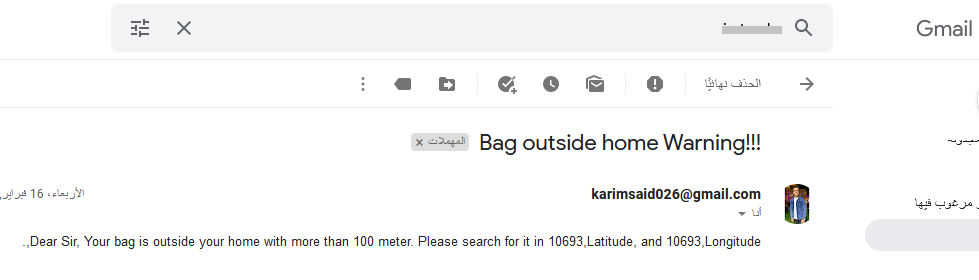 Gmail
الحذف نهائيًّا
Bag outside home Warning!!!
المهملات ×
karimsaid026@gmail.com
الأربعاء، 16 فبراير
أنا
مرغوب فيها
Dear Sir, Your bag is outside your home with more than 100 meter. Please search for it in 10693,Latitude, and 10693,Longitude,.